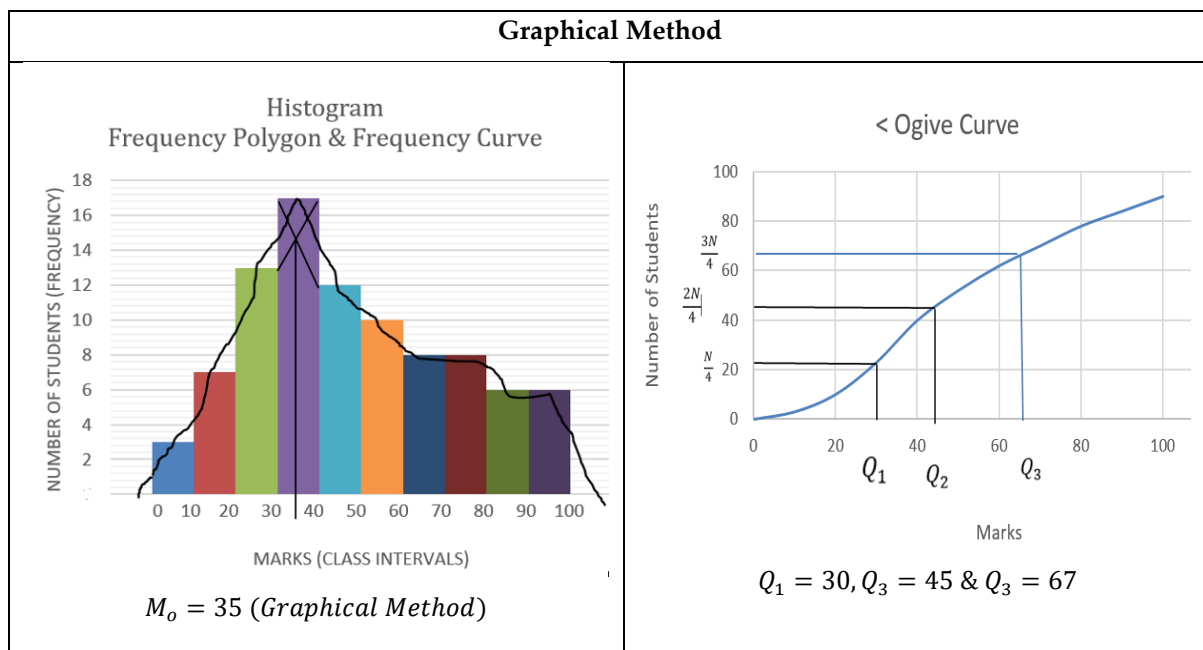 Graphical Method
Histogram
Frequency Polygon & Frequency Curve
NUMBER OF STUDENTS (FREQUENCY)
18
16
14
12
10
8
6
4
2
0 10 20 30 40 50 60 70 80 90 100
MARKS (CLASS INTERVALS)
M_o = 35 (Graphical Method)
< Ogive Curve
Number of Students
100
80
3N/4
60
2N/4
40
N/4
20
0
0 20 40 60 80 100
Q_1 Q_2 Q_3
Marks
Q_1 = 30, Q_3 = 45 & Q_3 = 67